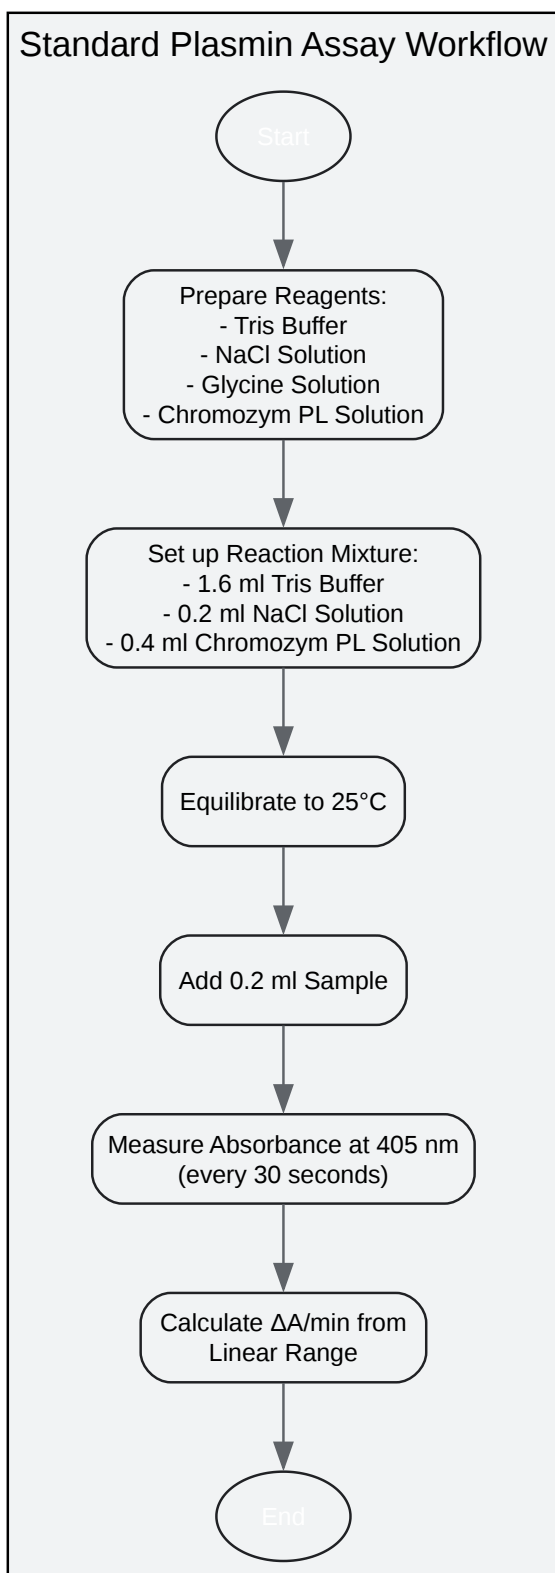 Standard Plasmin Assay Workflow
Start
Prepare Reagents:
- Tris Buffer
- NaCl Solution
- Glycine Solution
- Chromozym PL Solution
Set up Reaction Mixture:
- 1.6 ml Tris Buffer
- 0.2 ml NaCl Solution
- 0.4 ml Chromozym PL Solution
Equilibrate to 25°C
Add 0.2 ml Sample
Measure Absorbance at 405 nm
(every 30 seconds)
Calculate ΔA/min from
Linear Range
End